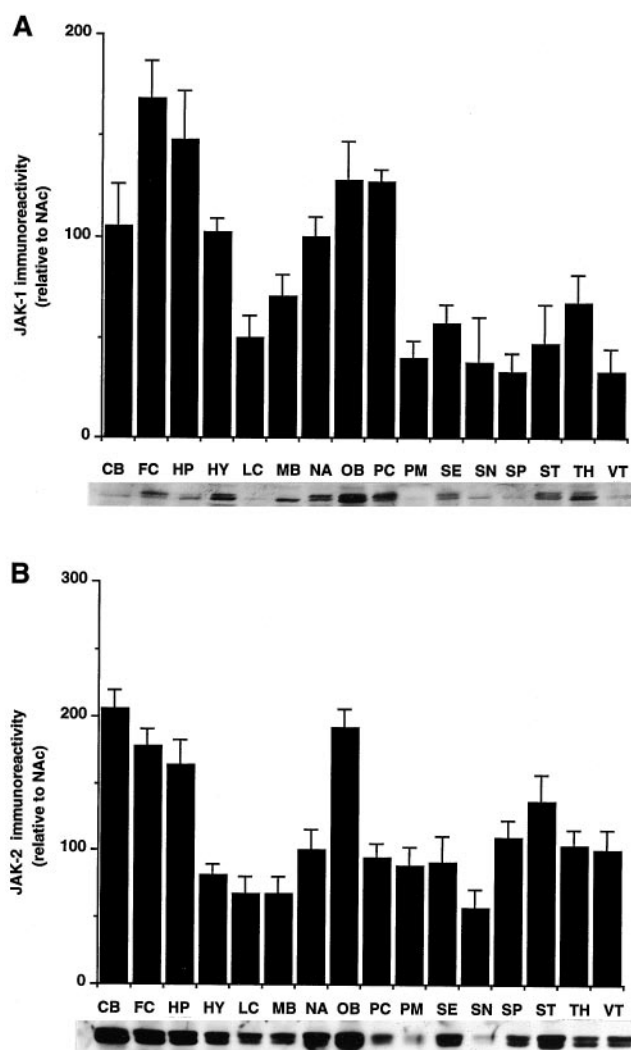 A
200
100
0
JAK-1 immunoreactivity
(relative to NAc)
CB FC HP HY LC MB NA OB PC PM SE SN SP ST TH VT
B
300
200
100
0
JAK-2 immunoreactivity
(relative to NAc)
CB FC HP HY LC MB NA OB PC PM SE SN SP ST TH VT